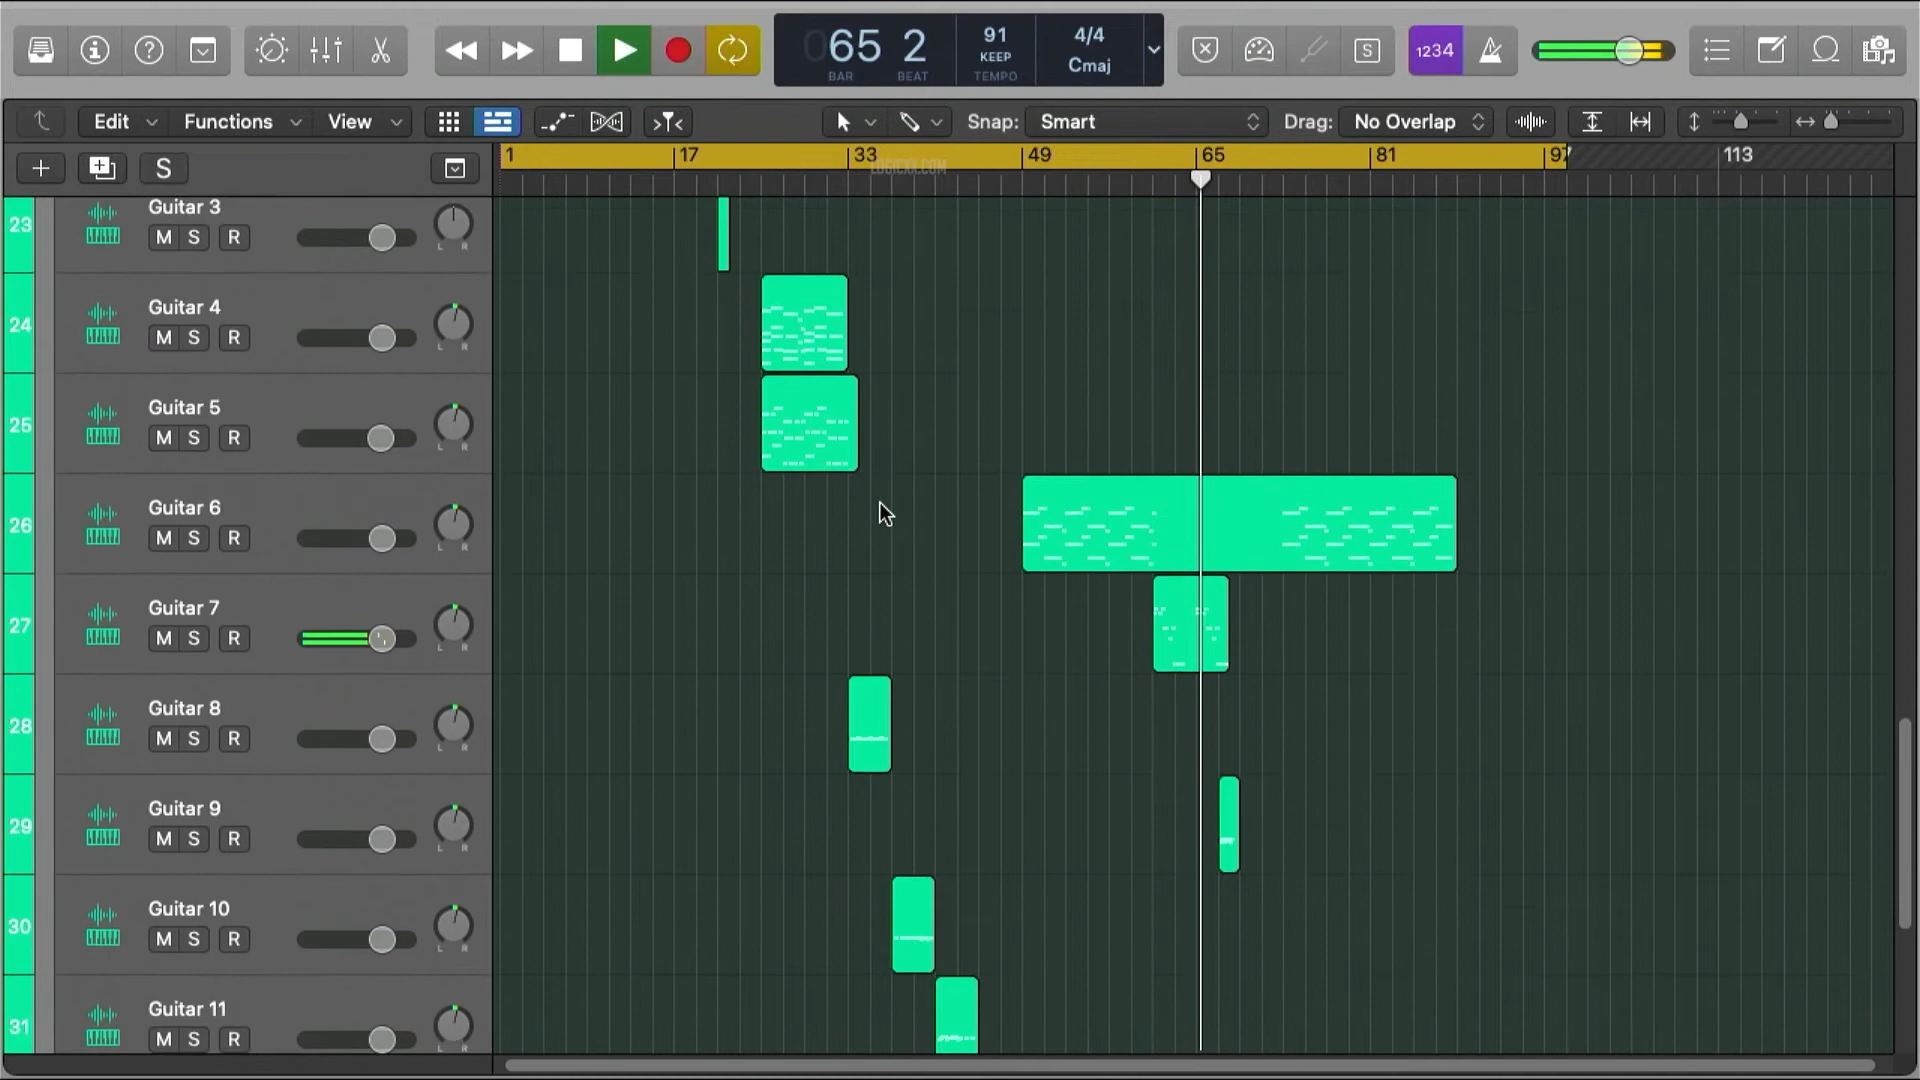 065 2
BAR BEAT
91
KEEP
TEMPO
4/4
Cmaj
S
1234
Edit Functions View
Snap: Smart
Drag: No Overlap
S
1 17 33 49 65 81 97 113
LOGICXX.COM
23 Guitar 3
M S R
L R
24 Guitar 4
M S R
L R
25 Guitar 5
M S R
L R
26 Guitar 6
M S R
L R
27 Guitar 7
M S R
L R
28 Guitar 8
M S R
L R
29 Guitar 9
M S R
L R
30 Guitar 10
M S R
L R
31 Guitar 11
M S R
L R